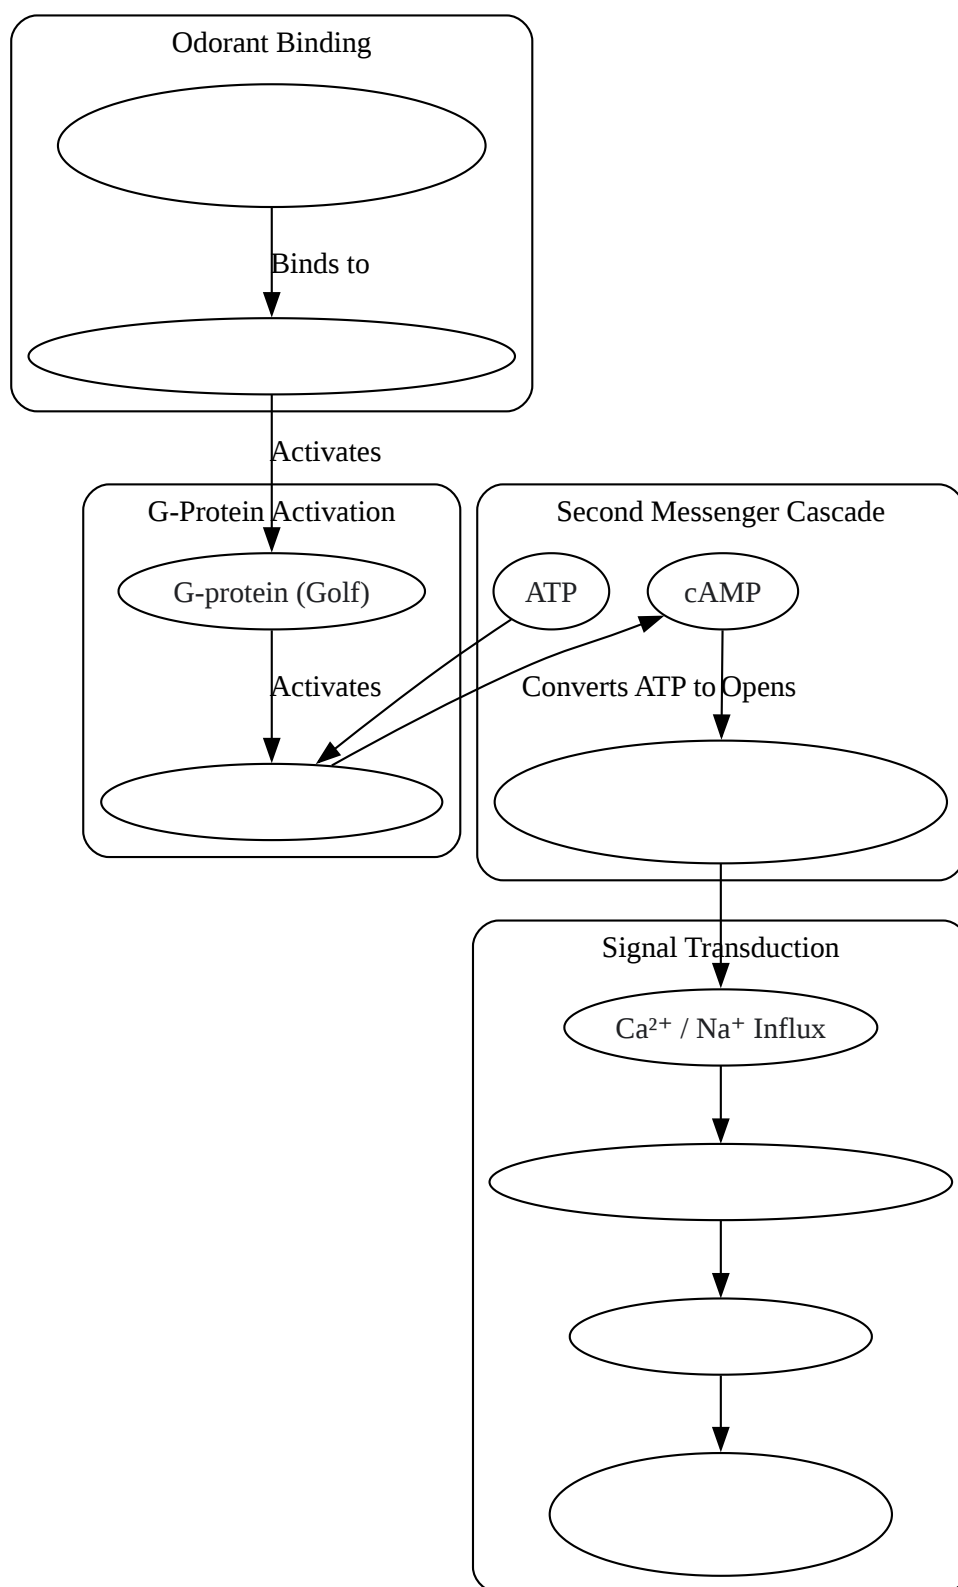 Odorant Binding
Binds to
Activates
G-Protein Activation
Second Messenger Cascade
G-protein (Golf)
ATP
cAMP
Activates
Converts ATP to
Opens
Signal Transduction
Ca²⁺ / Na⁺ Influx